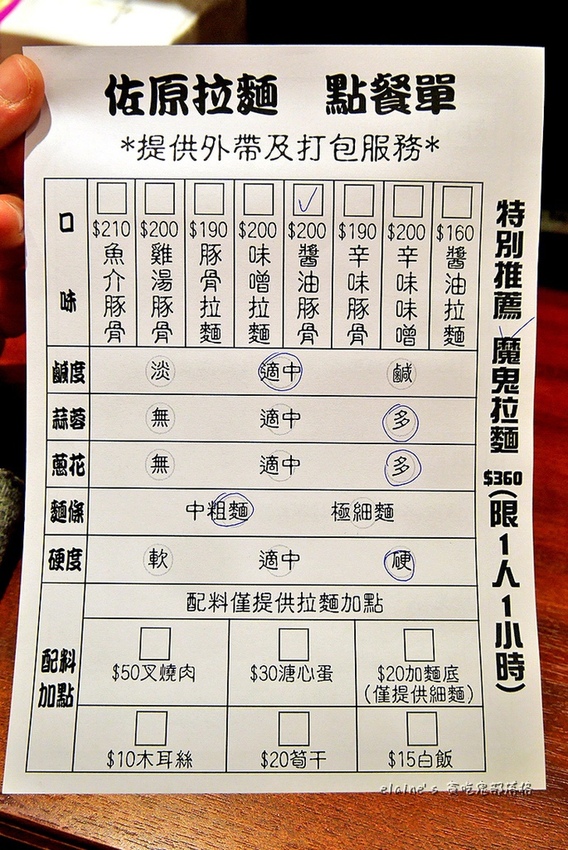 佐原拉麵 點餐單
*提供外帶及打包服務*
口味
$210 魚介豚骨
$200 雞湯豚骨
$190 豚骨拉麵
$200 味噌拉麵
$200 醬油豚骨
$190 辛味豚骨
$200 辛味味噌
$160 醬油拉麵
鹹度 淡 適中 鹹
蒜蓉 無 適中 多
蔥花 無 適中 多
麵條 中粗麵 極細麵
硬度 軟 適中 硬
配料加點
配料僅提供拉麵加點
$50叉燒肉 $30溏心蛋 $20加麵底
(僅提供細麵)
$10木耳絲 $20筍干 $15白飯
特別推薦 魔鬼拉麵 $360(限1人1小時)
elaine's 貪吃鬼部落格